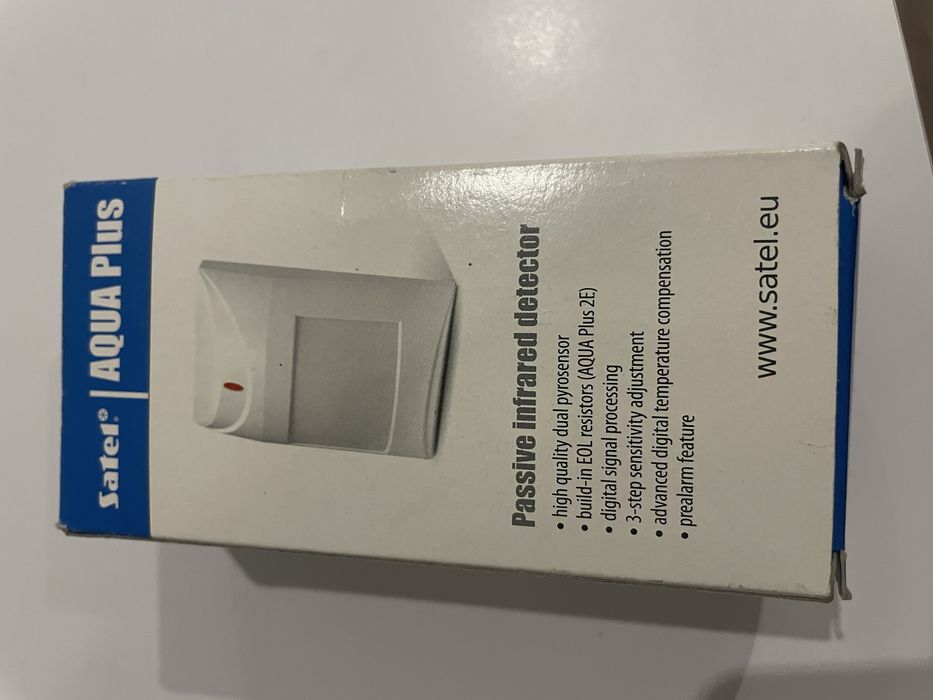 Satel® | AQUA Plus
Passive infrared detector
• high quality dual pyrosensor
• build-in EOL resistors (AQUA Plus 2E)
• digital signal processing
• 3-step sensitivity adjustment
• advanced digital temperature compensation
• prealarm feature
www.satel.eu